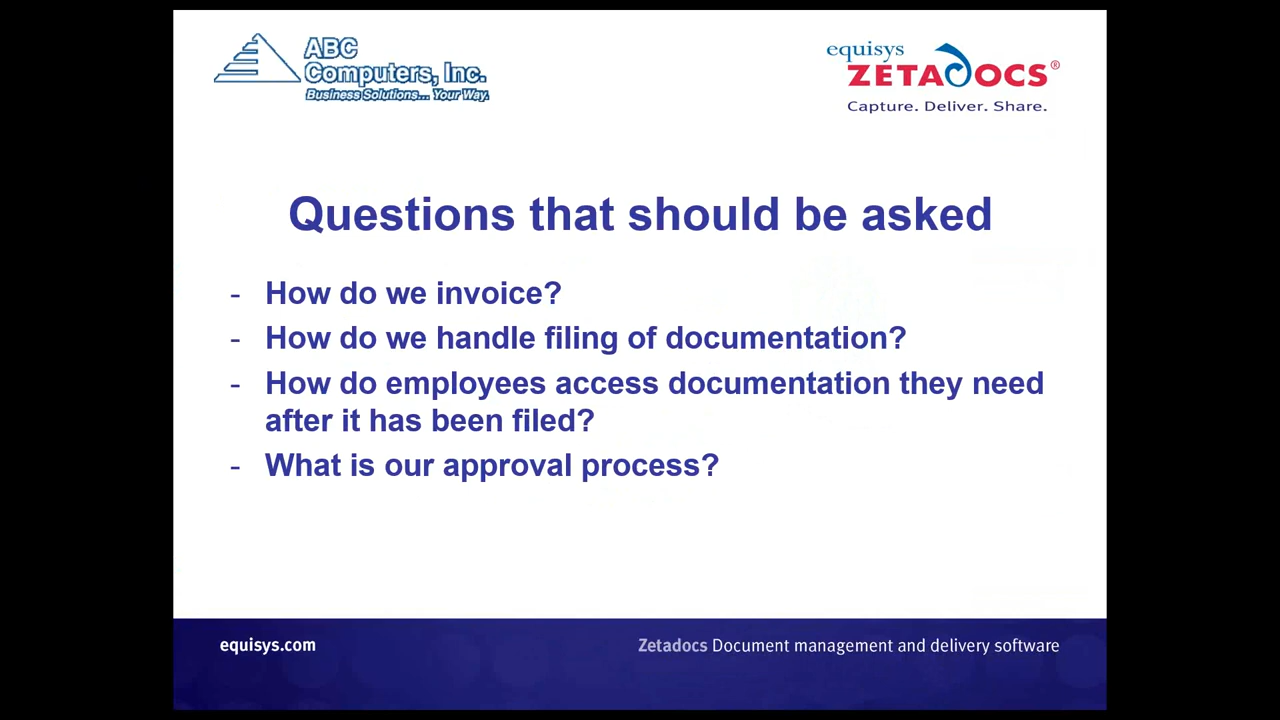 ABC
Computers, Inc.
Business Solutions... Your Way.
equisys
ZETADOCS®
Capture. Deliver. Share.
Questions that should be asked
- How do we invoice?
- How do we handle filing of documentation?
- How do employees access documentation they need
after it has been filed?
- What is our approval process?
equisys.com
Zetadocs Document management and delivery software